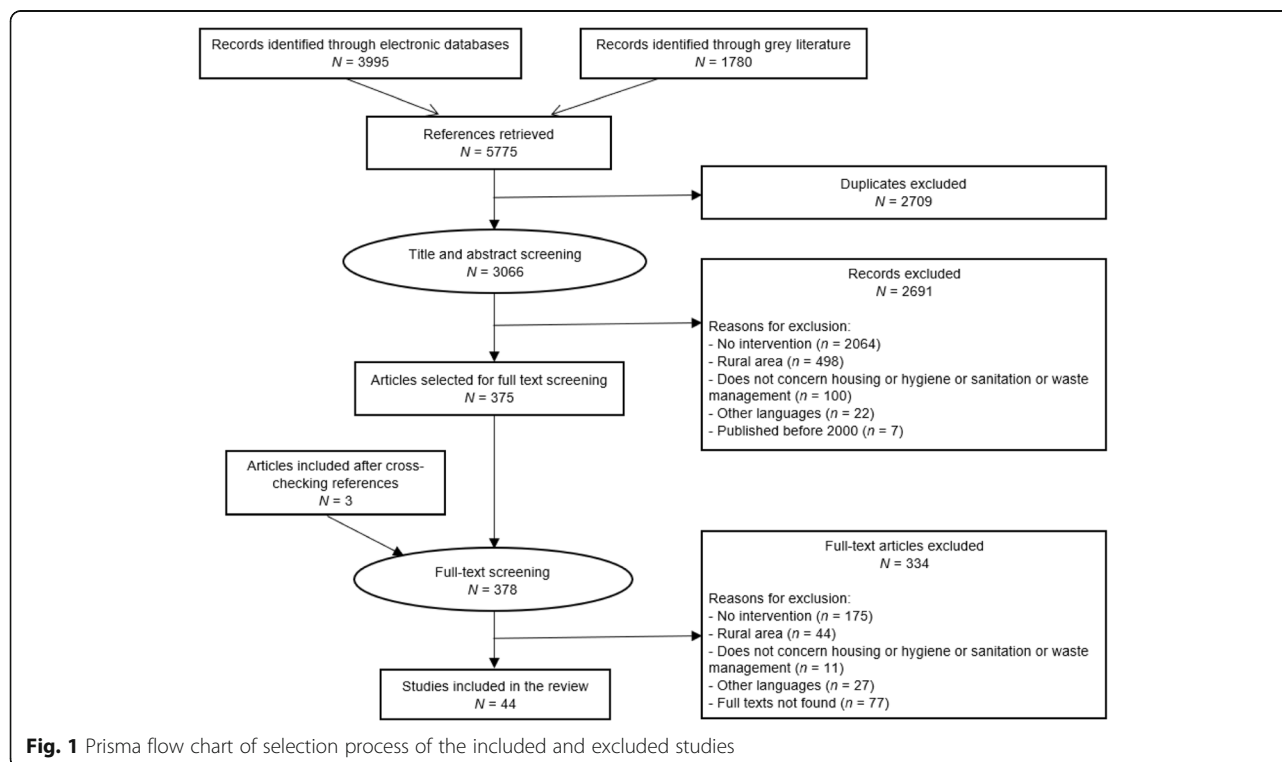 Records identified through electronic databases
N = 3995
Records identified through grey literature
N = 1780
References retrieved
N = 5775
Duplicates excluded
N = 2709
Title and abstract screening
N = 3066
Records excluded
N = 2691
Reasons for exclusion:
- No intervention (n = 2064)
- Rural area (n = 498)
- Does not concern housing or hygiene or sanitation or waste
management (n = 100)
- Other languages (n = 22)
- Published before 2000 (n = 7)
Articles selected for full text screening
N = 375
Articles included after cross-
checking references
N = 3
Full-text screening
N = 378
Full-text articles excluded
N = 334
Reasons for exclusion:
- No intervention (n = 175)
- Rural area (n = 44)
- Does not concern housing or hygiene or sanitation or waste
management (n = 11)
- Other languages (n = 27)
- Full texts not found (n = 77)
Studies included in the review
N = 44
Fig. 1 Prisma flow chart of selection process of the included and excluded studies